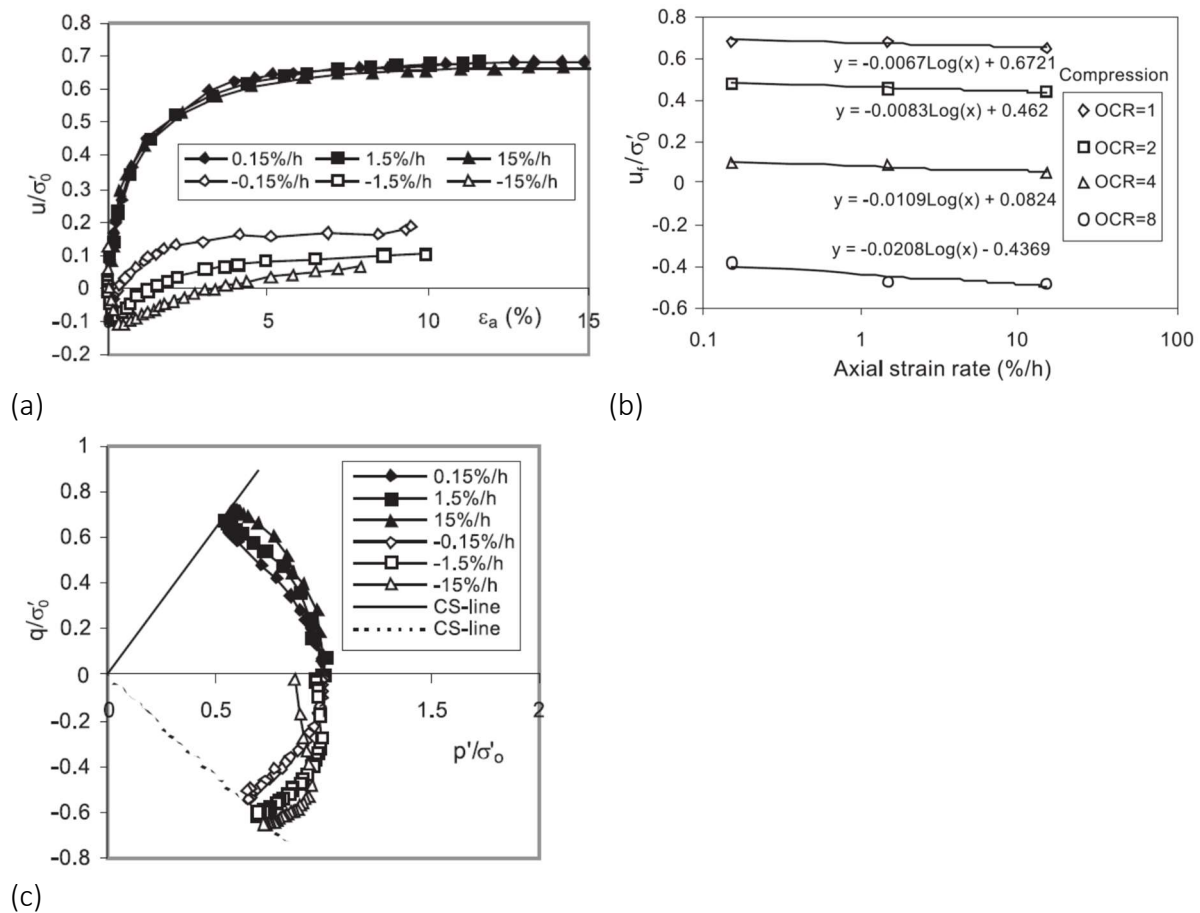 0.8
0.7
0.6
0.5
0.4
0.3
0.2
0.1
0
-0.1
-0.2
u/σ′₀
0.15%/h 1.5%/h 15%/h
-0.15%/h -1.5%/h -15%/h
0 5 10 15
εₐ (%)
(a)
1
0.8
0.6
0.4
0.2
0
-0.2
-0.4
-0.6
u_f/σ′₀
y = -0.0067Log(x) + 0.6721
y = -0.0083Log(x) + 0.462
y = -0.0109Log(x) + 0.0824
y = -0.0208Log(x) - 0.4369
Compression
OCR=1
OCR=2
OCR=4
OCR=8
0.1 1 10 100
Axial strain rate (%/h)
(b)
1
0.8
0.6
0.4
0.2
0
-0.2
-0.4
-0.6
-0.8
q/σ′₀
0.15%/h
1.5%/h
15%/h
-0.15%/h
-1.5%/h
-15%/h
CS-line
CS-line
0 0.5 1.5 2
p'/σ'ₒ
(c)